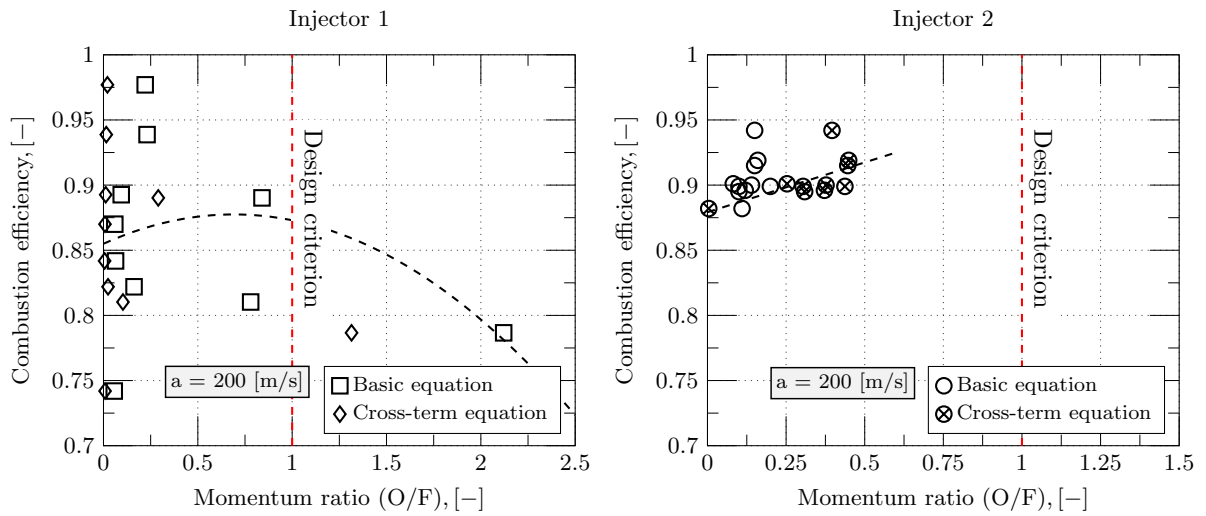 Injector 1
1
0.95
0.9
0.85
0.8
0.75
0.7
Combustion efficiency, [−]
Design criterion
a = 200 [m/s]
Basic equation
Cross-term equation
0
0.5
1
1.5
2
2.5
Momentum ratio (O/F), [−]
Injector 2
1
0.95
0.9
0.85
0.8
0.75
0.7
Combustion efficiency, [−]
Design criterion
a = 200 [m/s]
Basic equation
Cross-term equation
0
0.25
0.5
0.75
1
1.25
1.5
Momentum ratio (O/F), [−]